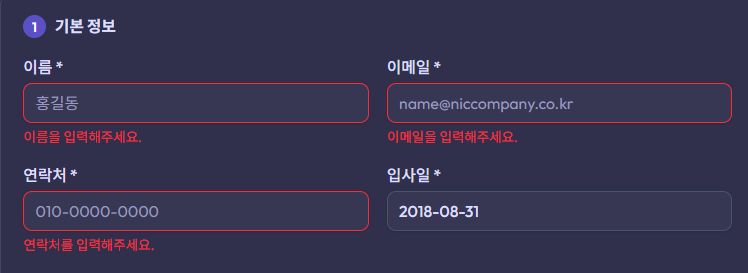 1 기본 정보
이름 * 이메일 *
홍길동 name@niccompany.co.kr
이름을 입력해주세요. 이메일을 입력해주세요.
연락처 * 입사일 *
010-0000-0000 2018-08-31
연락처를 입력해주세요.